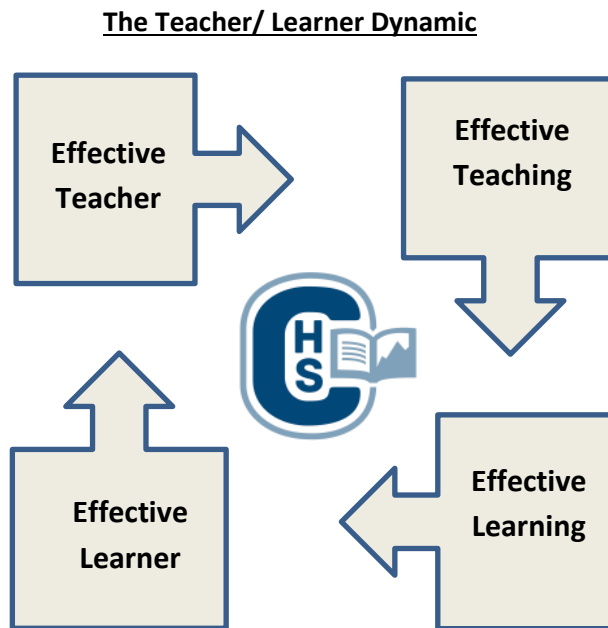 The Teacher/ Learner Dynamic
Effective
Teacher
Effective
Teaching
C
H
S
Effective
Learner
Effective
Learning